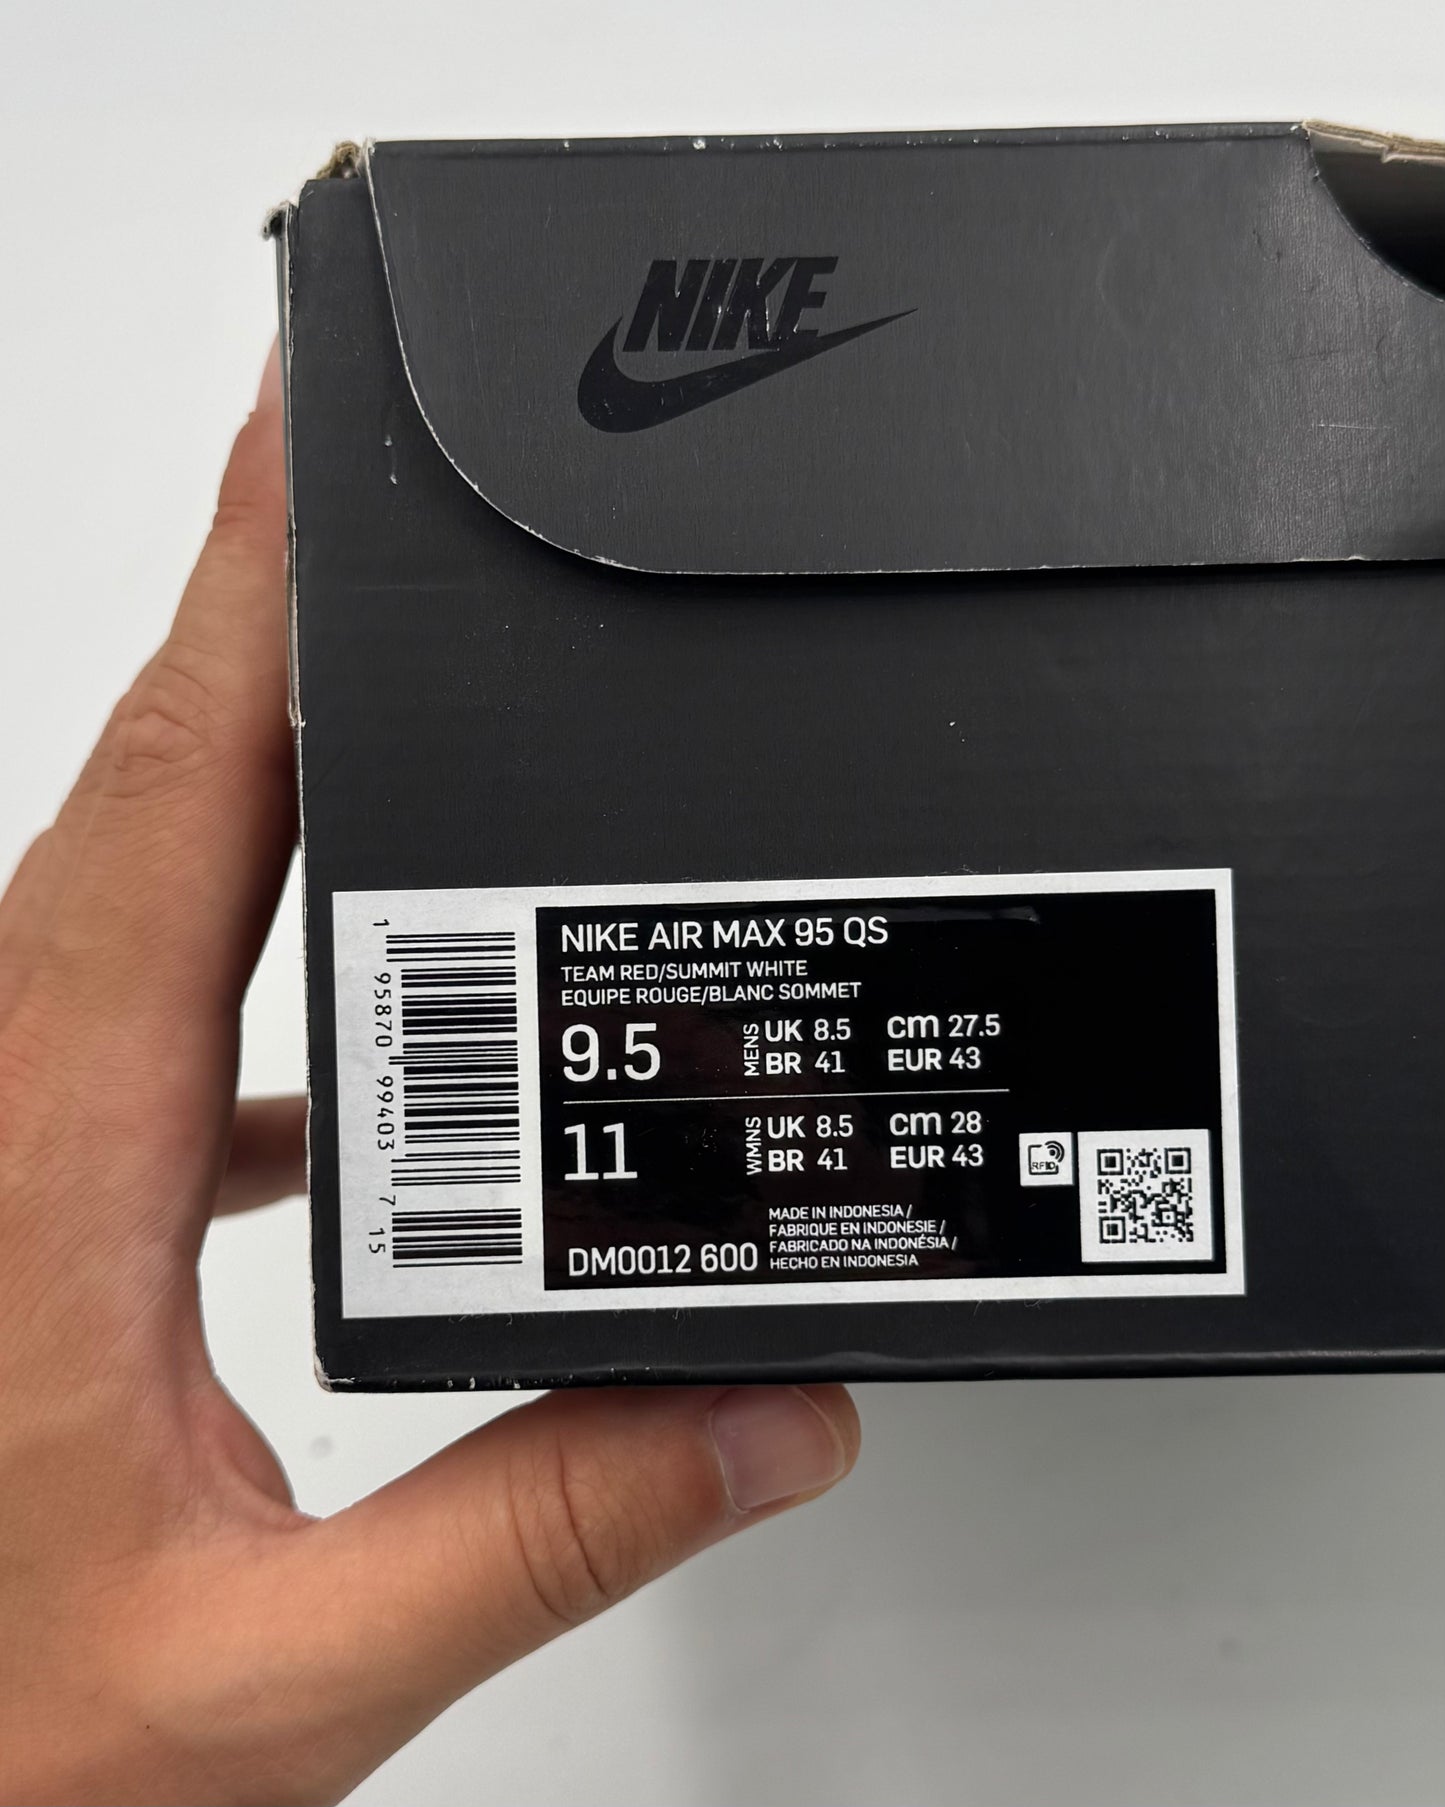 NIKE
NIKE AIR MAX 95 QS
TEAM RED/SUMMIT WHITE
EQUIPE ROUGE/BLANC SOMMET
9.5 MENS UK 8.5 cm 27.5
BR 41 EUR 43
11 WMNS UK 8.5 cm 28
BR 41 EUR 43
RFID
MADE IN INDONESIA /
FABRIQUE EN INDONESIE /
FABRICADO NA INDONÉSIA /
DM0012 600 HECHO EN INDONESIA
1 95870 99403 7 15